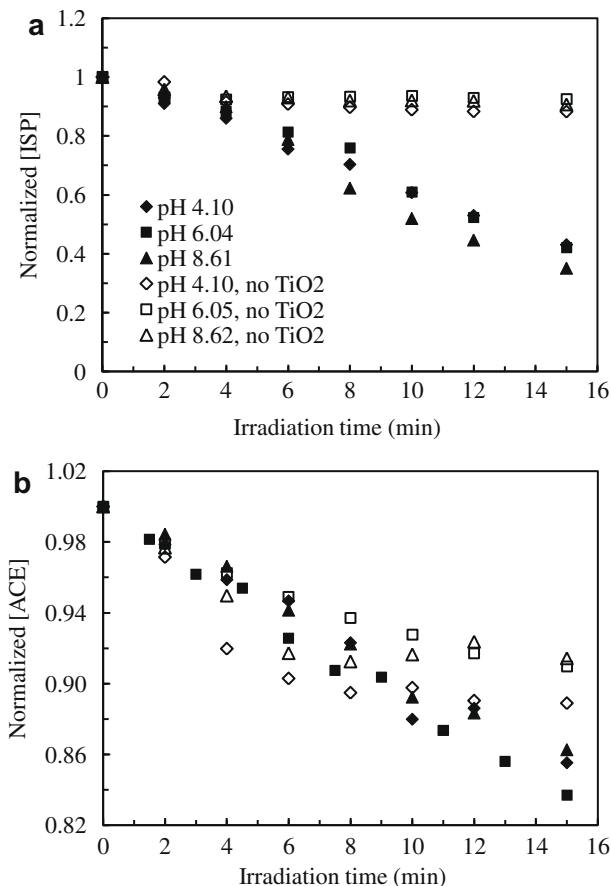 a
1.2
1
0.8
0.6
0.4
0.2
0
Normalized [ISP]
pH 4.10
pH 6.04
pH 8.61
pH 4.10, no TiO2
pH 6.05, no TiO2
pH 8.62, no TiO2
0 2 4 6 8 10 12 14 16
Irradiation time (min)
b
1.02
0.98
0.94
0.90
0.86
0.82
Normalized [ACE]
0 2 4 6 8 10 12 14 16
Irradiation time (min)